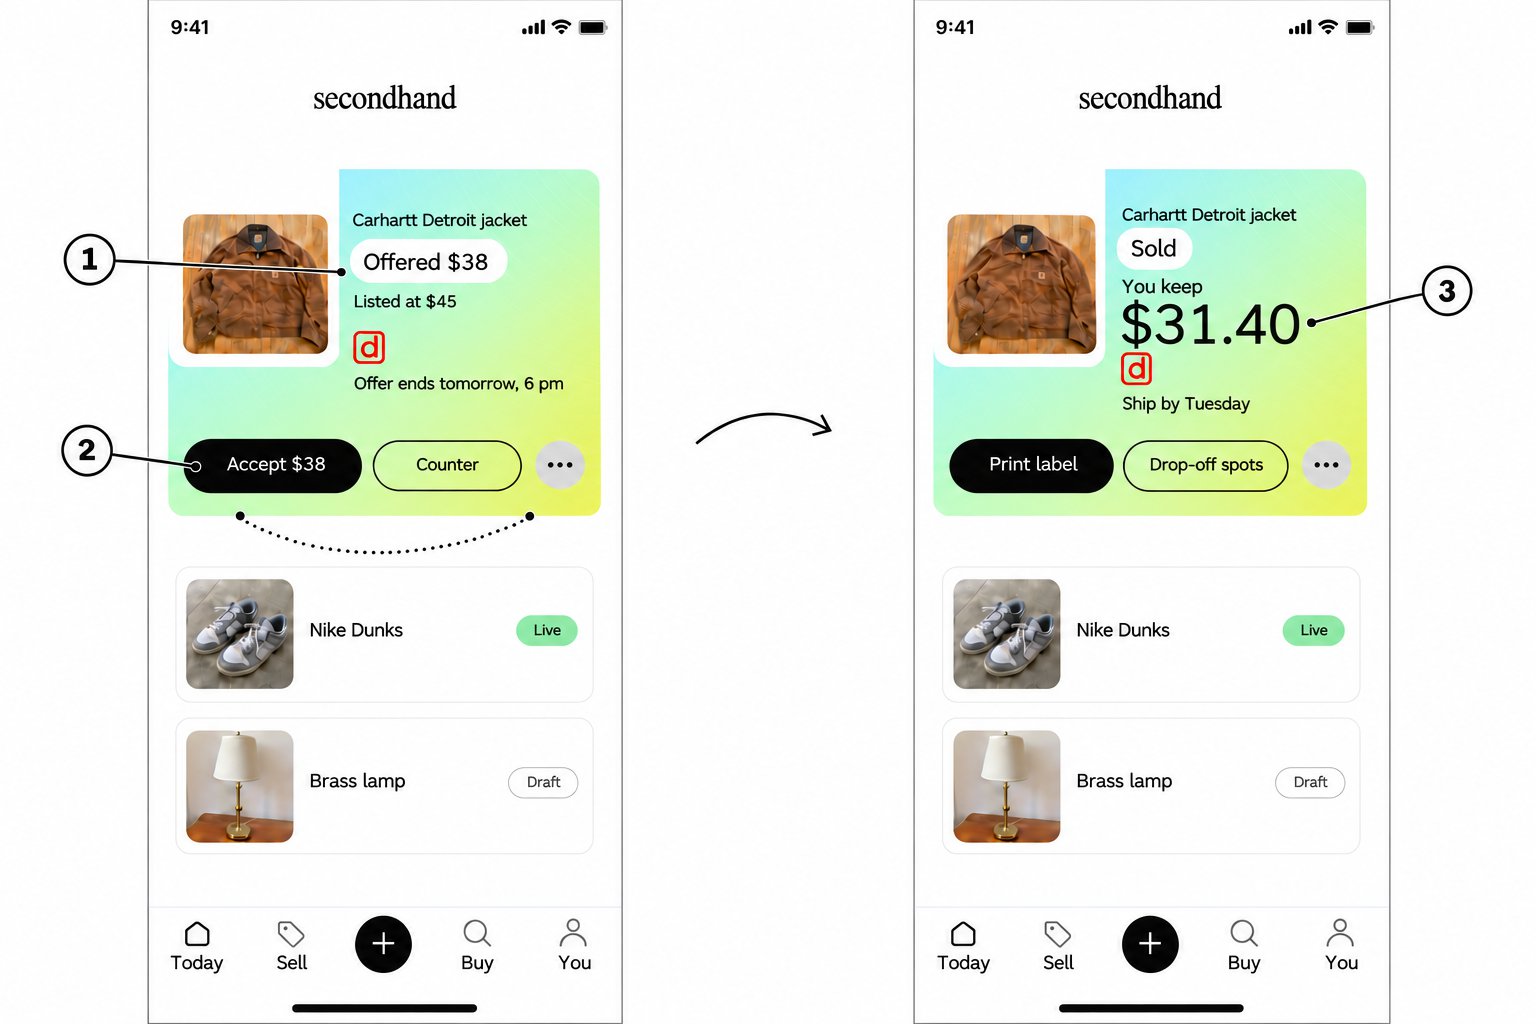 9:41
secondhand
Carhartt Detroit jacket
Offered $38
Listed at $45
d
Offer ends tomorrow, 6 pm
Accept $38
Counter
Nike Dunks
Live
Brass lamp
Draft
Today
Sell
Buy
You
1
2
9:41
secondhand
Carhartt Detroit jacket
Sold
You keep
$31.40
d
Ship by Tuesday
Print label
Drop-off spots
Nike Dunks
Live
Brass lamp
Draft
Today
Sell
Buy
You
3